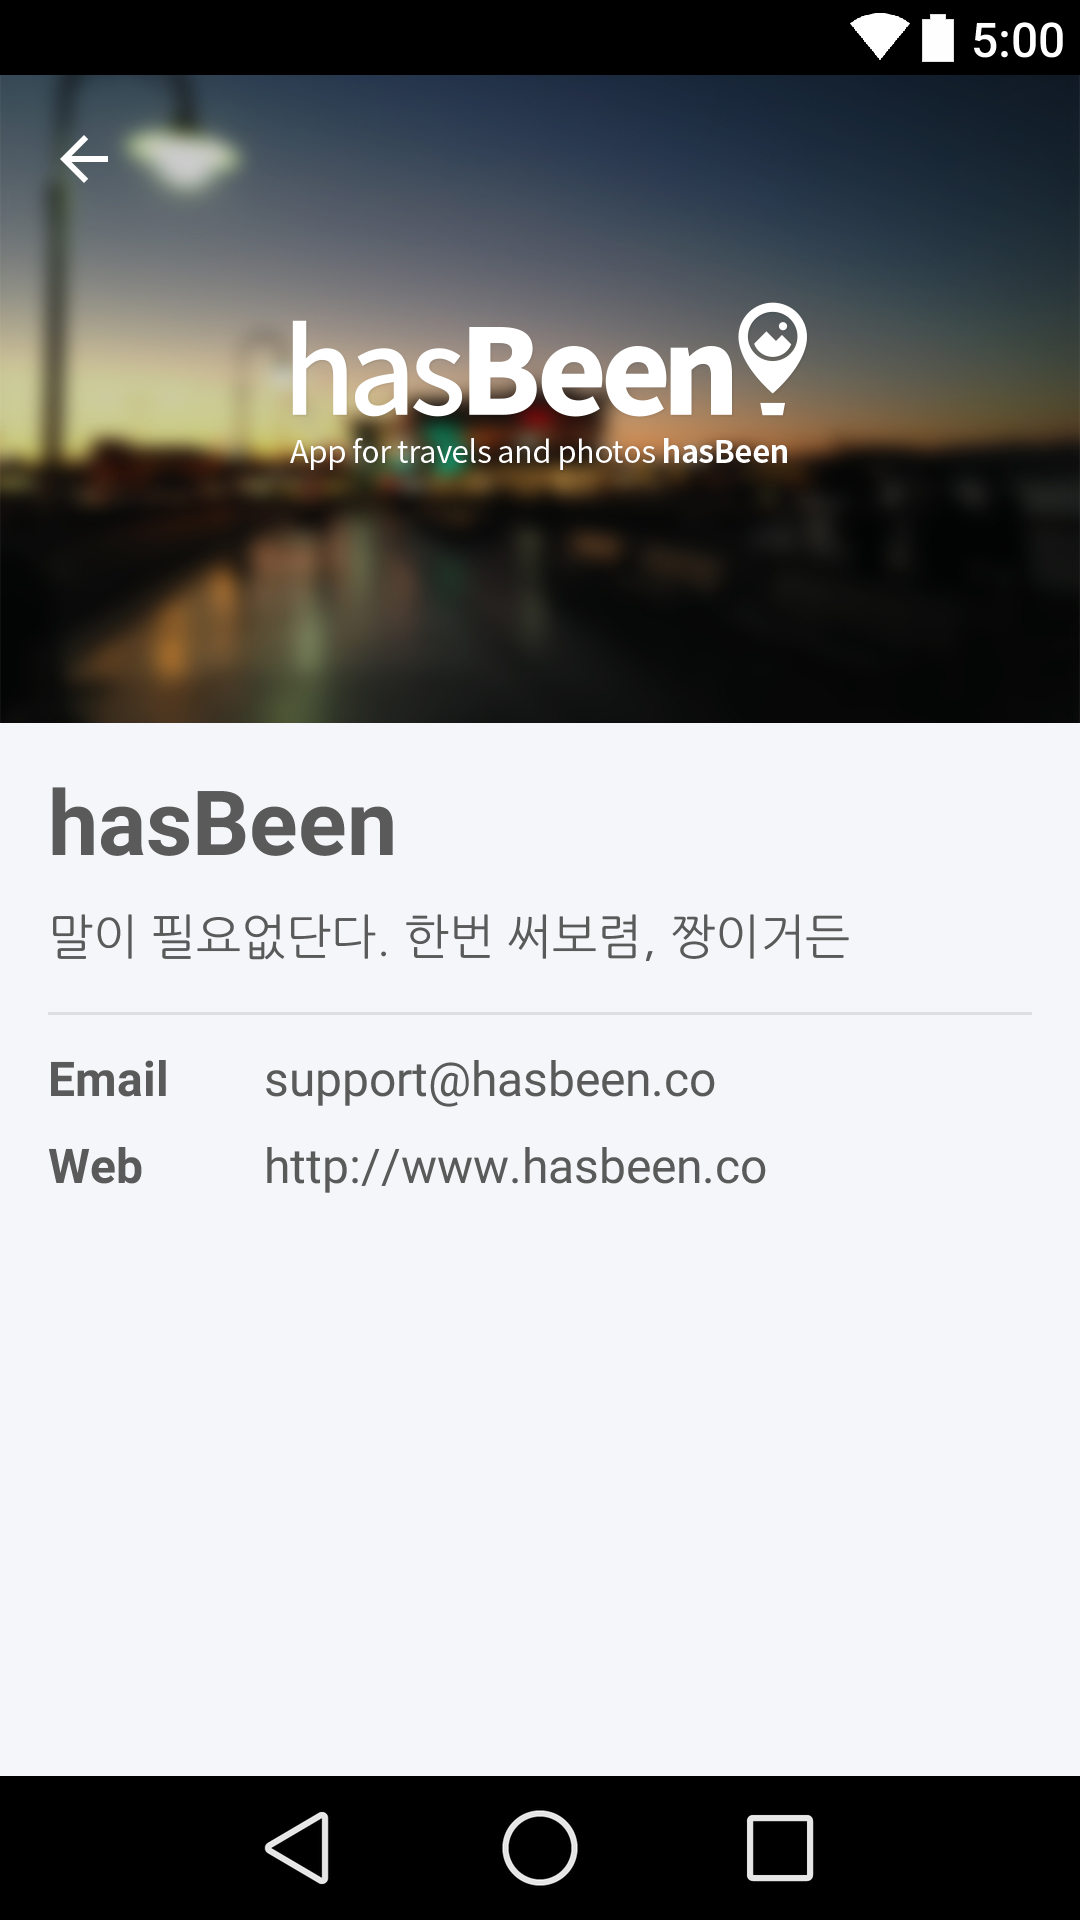 5:00
hasBeen
App for travels and photos hasBeen
hasBeen
말이 필요없단다. 한번 써보렴, 짱이거든
Email support@hasbeen.co
Web http://www.hasbeen.co